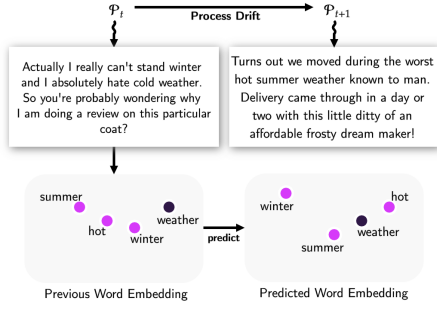 𝒫t
Process Drift
𝒫t+1
Actually I really can't stand winter
and I absolutely hate cold weather.
So you're probably wondering why
I am doing a review on this particular
coat?
Turns out we moved during the worst
hot summer weather known to man.
Delivery came through in a day or
two with this little ditty of an
affordable frosty dream maker!
summer
hot
winter
weather
predict
winter
hot
weather
summer
Previous Word Embedding
Predicted Word Embedding